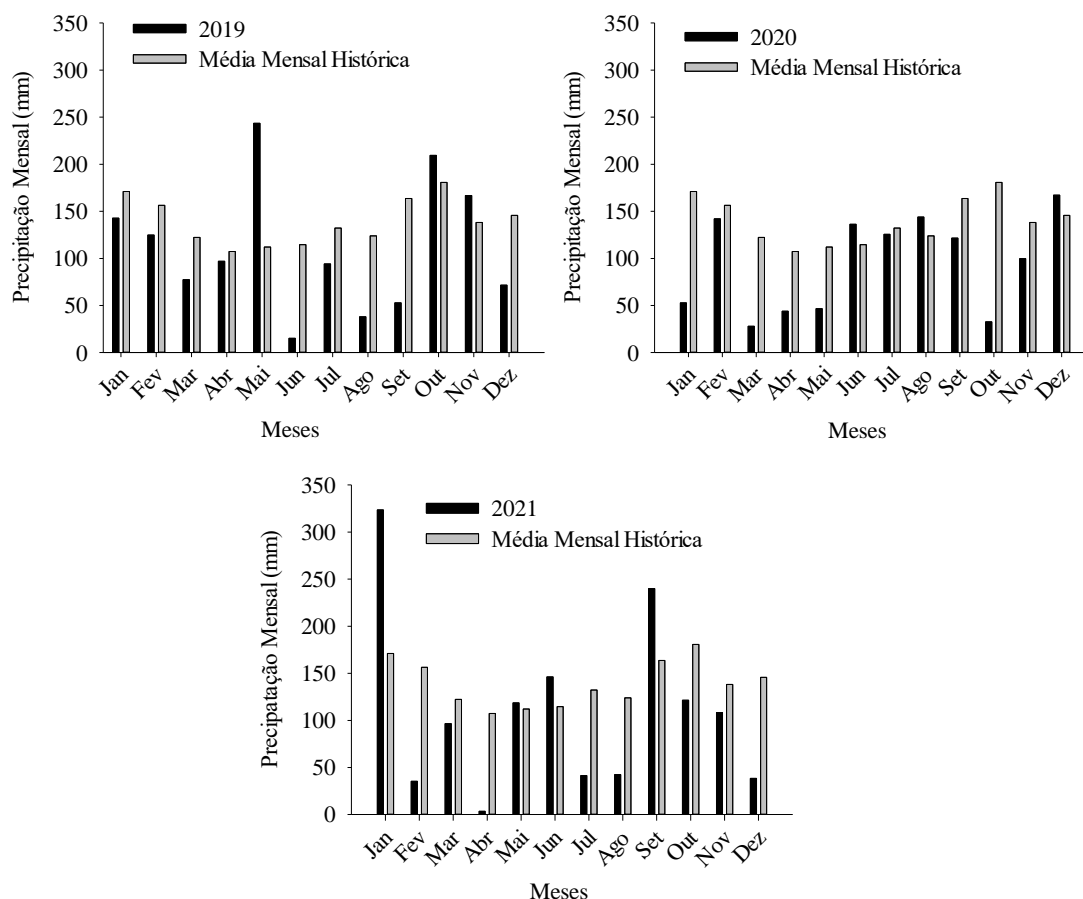 Precipitação Mensal (mm)
350
300
250
200
150
100
50
0
2019
Média Mensal Histórica
Jan
Fev
Mar
Abr
Mai
Jun
Jul
Ago
Set
Out
Nov
Dez
Meses
Precipitação Mensal (mm)
350
300
250
200
150
100
50
0
2020
Média Mensal Histórica
Jan
Fev
Mar
Abr
Mai
Jun
Jul
Ago
Set
Out
Nov
Dez
Meses
Precipatação Mensal (mm)
350
300
250
200
150
100
50
0
2021
Média Mensal Histórica
Jan
Fev
Mar
Abr
Mai
Jun
Jul
Ago
Set
Out
Nov
Dez
Meses